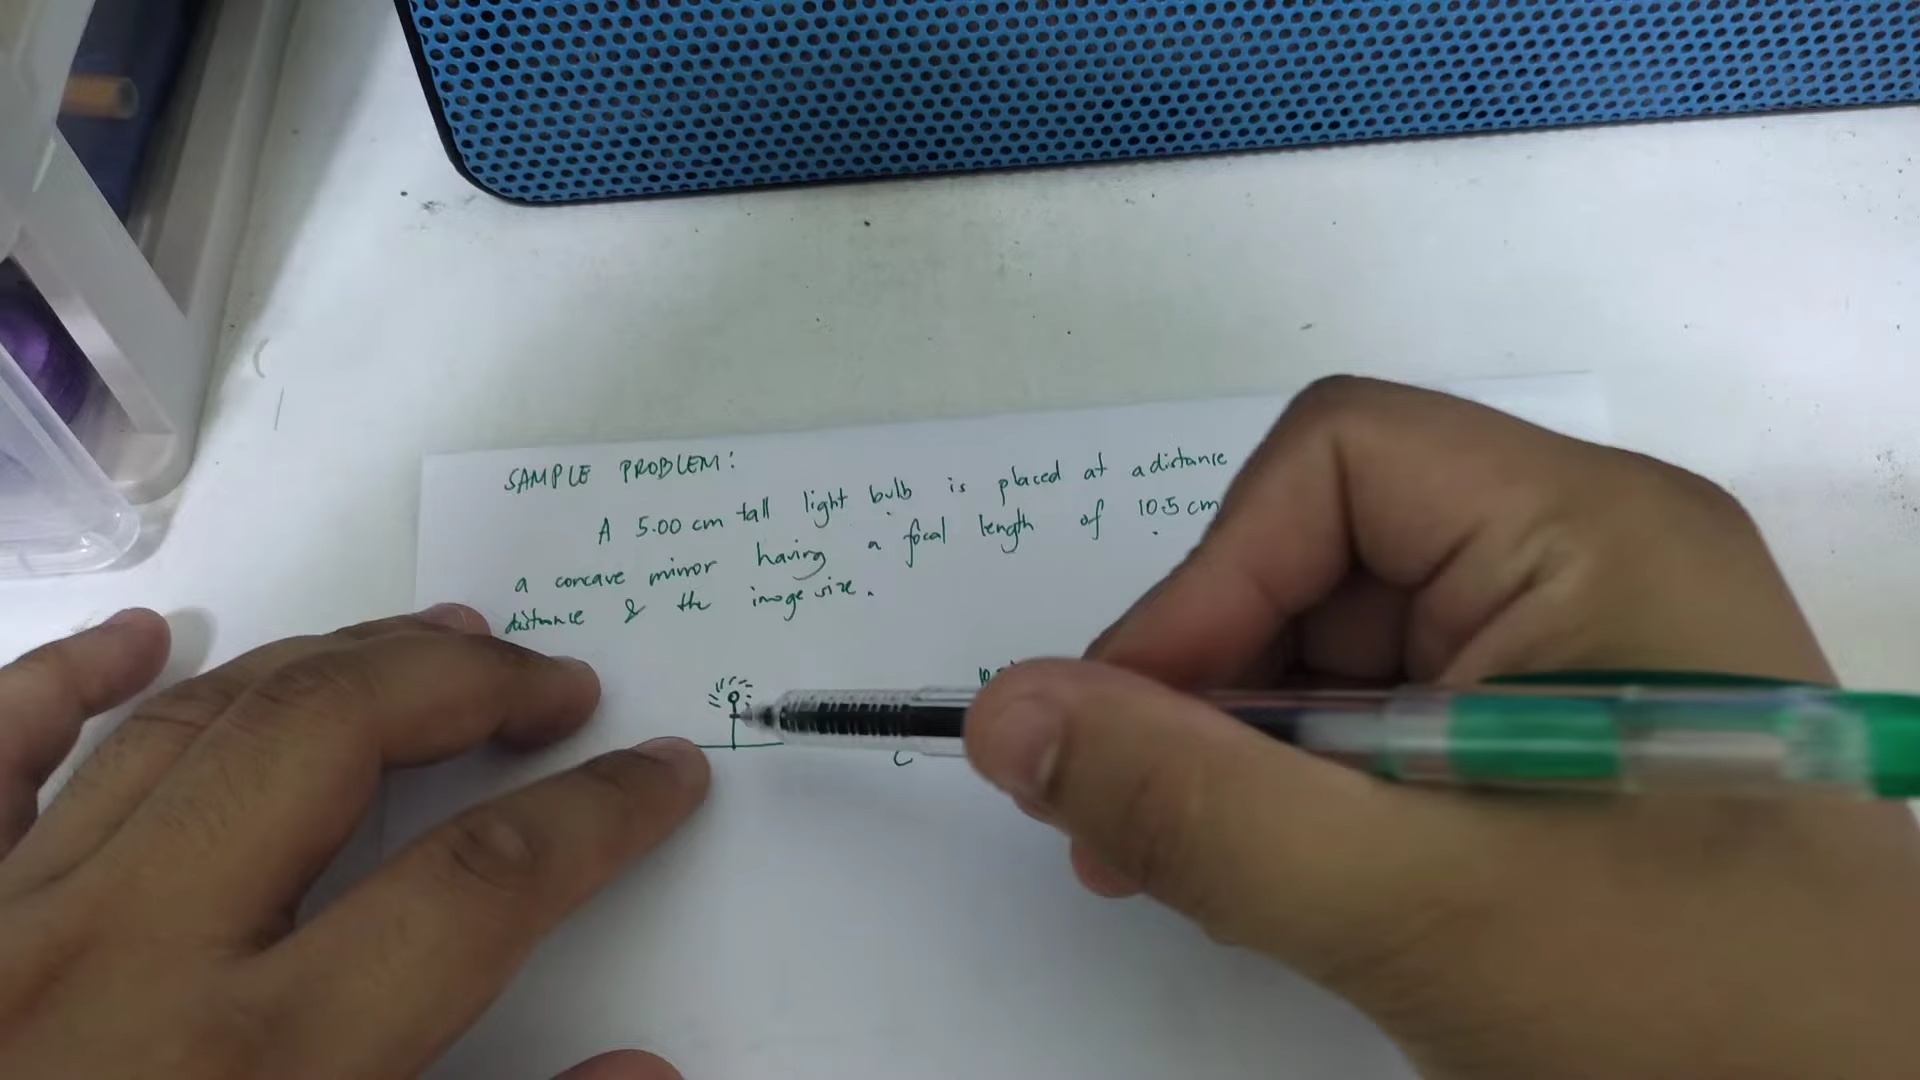 SAMPLE PROBLEM:
A 5.00 cm tall light bulb is placed at a distance
a concave mirror having a focal length of 10.5 cm
distance & the image size.
C